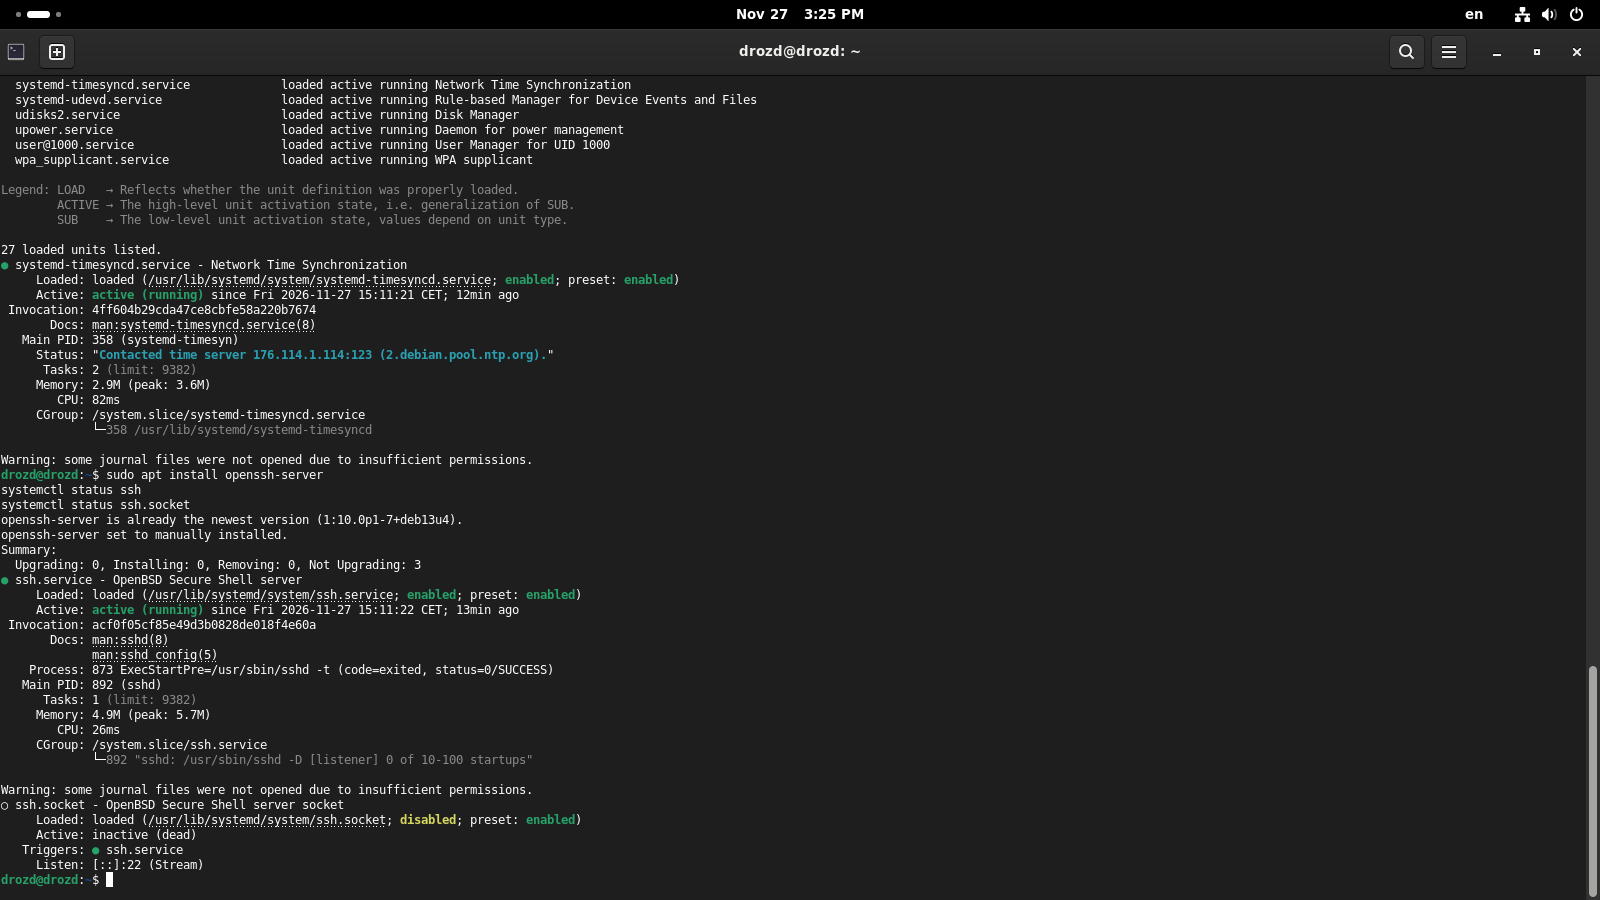 Nov 27 3:25 PM
en
drozd@drozd: ~
systemd-timesyncd.service loaded active running Network Time Synchronization
systemd-udevd.service loaded active running Rule-based Manager for Device Events and Files
udisks2.service loaded active running Disk Manager
upower.service loaded active running Daemon for power management
user@1000.service loaded active running User Manager for UID 1000
wpa_supplicant.service loaded active running WPA supplicant
Legend: LOAD → Reflects whether the unit definition was properly loaded.
ACTIVE → The high-level unit activation state, i.e. generalization of SUB.
SUB → The low-level unit activation state, values depend on unit type.
27 loaded units listed.
● systemd-timesyncd.service - Network Time Synchronization
Loaded: loaded (/usr/lib/systemd/system/systemd-timesyncd.service; enabled; preset: enabled)
Active: active (running) since Fri 2026-11-27 15:11:21 CET; 12min ago
Invocation: 4ff604b29cda47ce8cbfe58a220b7674
Docs: man:systemd-timesyncd.service(8)
Main PID: 358 (systemd-timesyn)
Status: "Contacted time server 176.114.1.114:123 (2.debian.pool.ntp.org)."
Tasks: 2 (limit: 9382)
Memory: 2.9M (peak: 3.6M)
CPU: 82ms
CGroup: /system.slice/systemd-timesyncd.service
└─358 /usr/lib/systemd/systemd-timesyncd
Warning: some journal files were not opened due to insufficient permissions.
drozd@drozd:~$ sudo apt install openssh-server
systemctl status ssh
systemctl status ssh.socket
openssh-server is already the newest version (1:10.0p1-7+deb13u4).
openssh-server set to manually installed.
Summary:
Upgrading: 0, Installing: 0, Removing: 0, Not Upgrading: 3
● ssh.service - OpenBSD Secure Shell server
Loaded: loaded (/usr/lib/systemd/system/ssh.service; enabled; preset: enabled)
Active: active (running) since Fri 2026-11-27 15:11:22 CET; 13min ago
Invocation: acf0f05cf85e49d3b0828de018f4e60a
Docs: man:sshd(8)
man:sshd_config(5)
Process: 873 ExecStartPre=/usr/sbin/sshd -t (code=exited, status=0/SUCCESS)
Main PID: 892 (sshd)
Tasks: 1 (limit: 9382)
Memory: 4.9M (peak: 5.7M)
CPU: 26ms
CGroup: /system.slice/ssh.service
└─892 "sshd: /usr/sbin/sshd -D [listener] 0 of 10-100 startups"
Warning: some journal files were not opened due to insufficient permissions.
○ ssh.socket - OpenBSD Secure Shell server socket
Loaded: loaded (/usr/lib/systemd/system/ssh.socket; disabled; preset: enabled)
Active: inactive (dead)
Triggers: ● ssh.service
Listen: [::]:22 (Stream)
drozd@drozd:~$